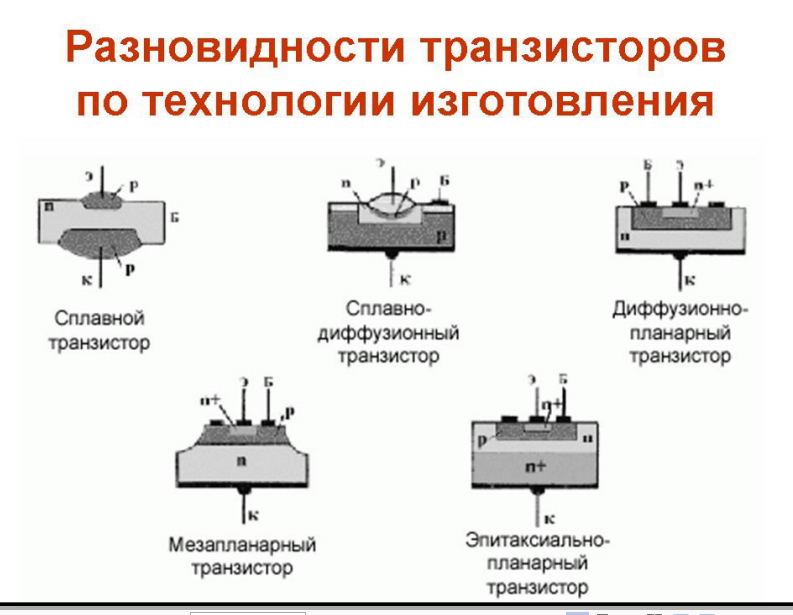 Разновидности транзисторов
по технологии изготовления
Э
р
n
Б
К
р
Сплавной
транзистор
Э
n
р
Б
р
К
Сплавно-
диффузионный
транзистор
Б
Э
р
n+
n
К
Диффузионно-
планарный
транзистор
Э
Б
n+
р
n
К
Мезапланарный
транзистор
Э
Б
n+
р
n
n+
К
Эпитаксиально-
планарный
транзистор